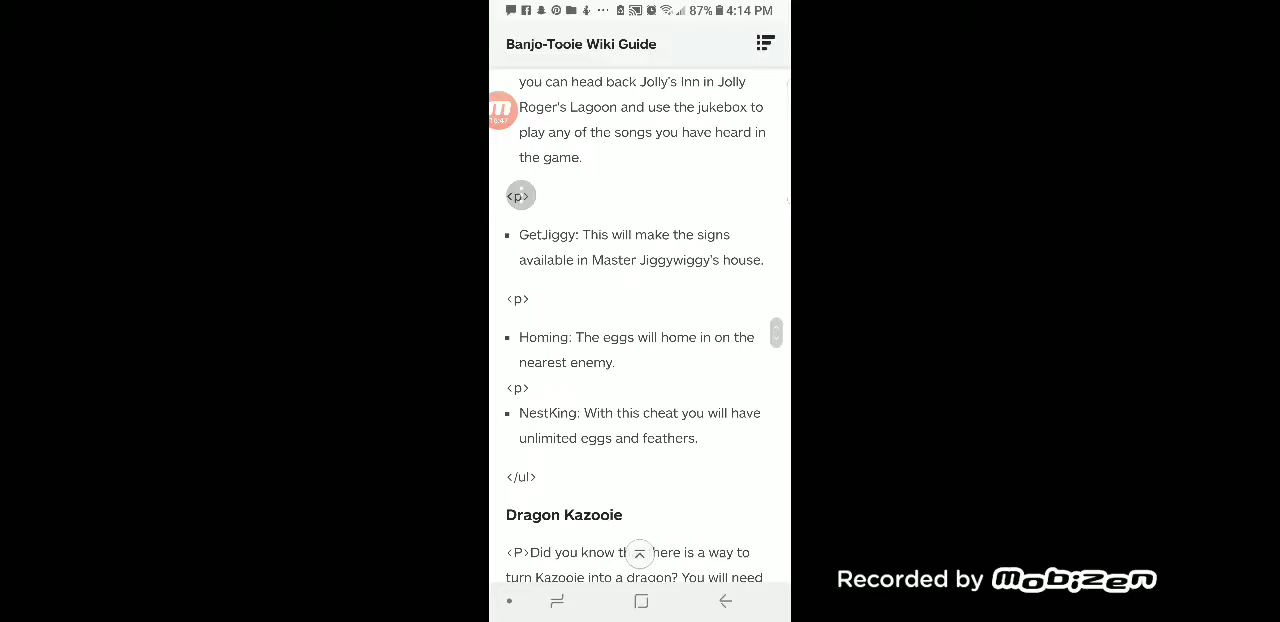 87% 4:14 PM
Banjo-Tooie Wiki Guide
you can head back Jolly's Inn in Jolly
Roger's Lagoon and use the jukebox to
play any of the songs you have heard in
the game.
<p>
▪ GetJiggy: This will make the signs
available in Master Jiggywiggy's house.
<p>
▪ Homing: The eggs will home in on the
nearest enemy.
<p>
▪ NestKing: With this cheat you will have
unlimited eggs and feathers.
</ul>
Dragon Kazooie
<P>Did you know there is a way to
turn Kazooie into a dragon? You will need
Recorded by mobizen